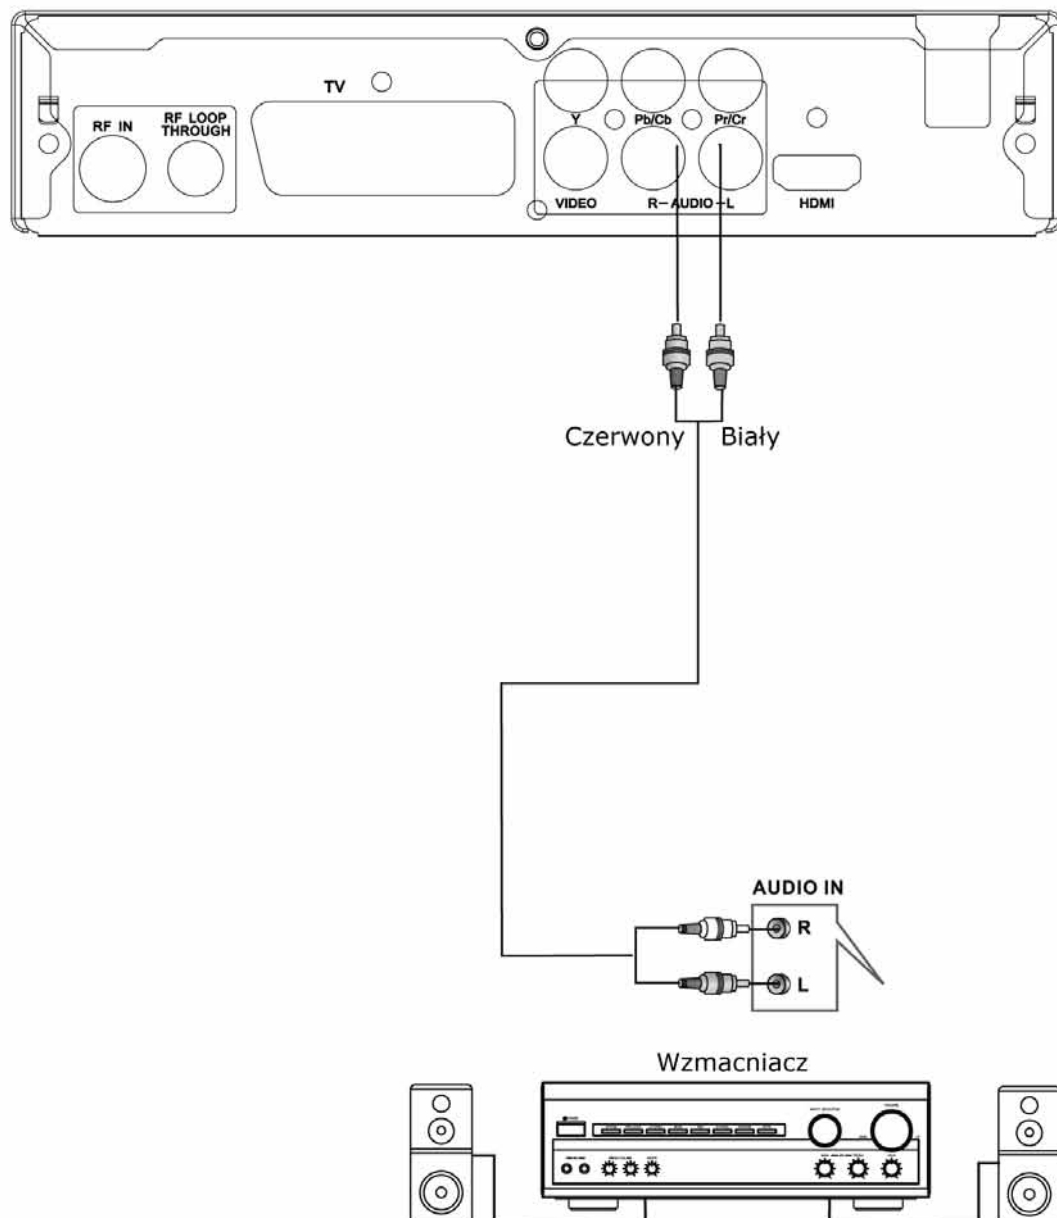 TV
RF IN
RF LOOP
THROUGH
Y
Pb/Cb
Pr/Cr
VIDEO
R– AUDIO –L
HDMI
Czerwony
Biały
AUDIO IN
R
L
Wzmacniacz